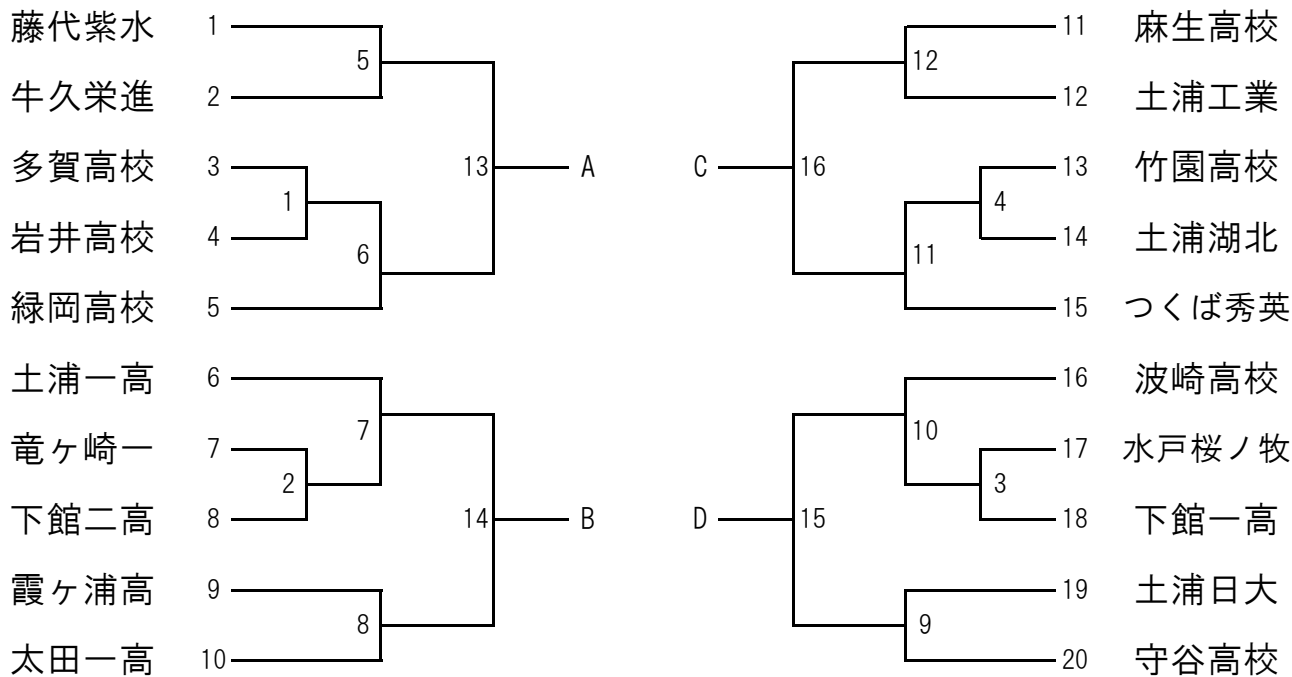 藤代紫水 1 11 麻生高校
5 12
牛久栄進 2 12 土浦工業
多賀高校 3 13 A C 16 13 竹園高校
1 4
岩井高校 4 14 土浦湖北
6 11
緑岡高校 5 15 つくば秀英
土浦一高 6 16 波崎高校
7 10
竜ヶ崎一 7 17 水戸桜ノ牧
2 3
下館二高 8 14 B D 15 18 下館一高
霞ヶ浦高 9 19 土浦日大
8 9
太田一高 10 20 守谷高校